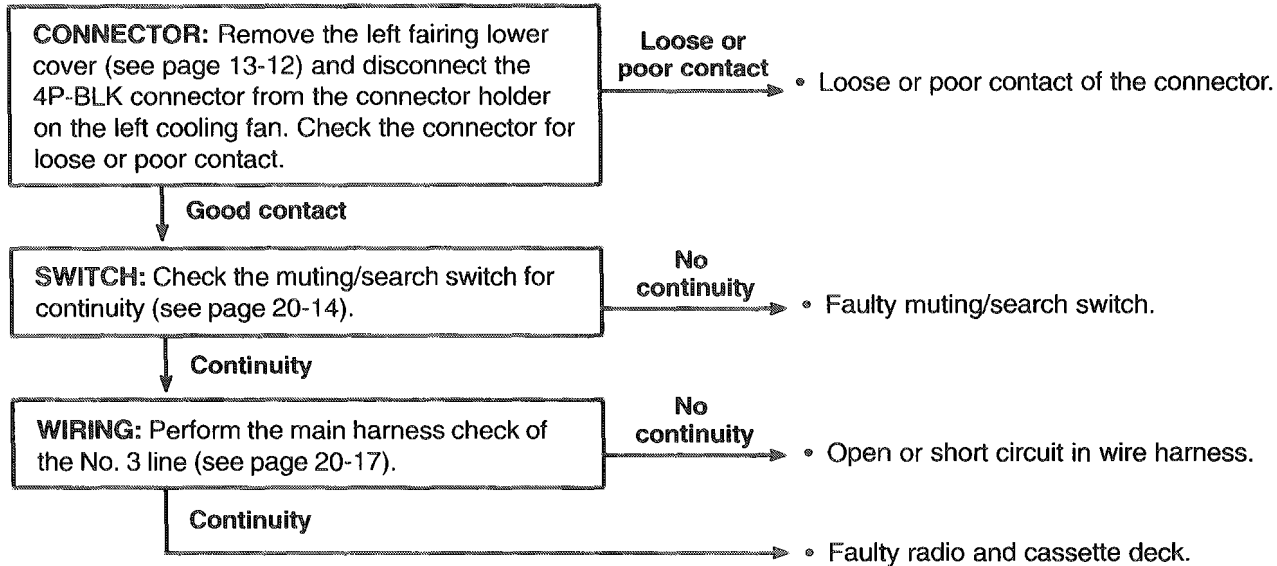 CONNECTOR: Remove the left fairing lower
cover (see page 13-12) and disconnect the
4P-BLK connector from the connector holder
on the left cooling fan. Check the connector for
loose or poor contact.
Loose or
poor contact
• Loose or poor contact of the connector.
Good contact
SWITCH: Check the muting/search switch for
continuity (see page 20-14).
No
continuity
• Faulty muting/search switch.
Continuity
WIRING: Perform the main harness check of
the No. 3 line (see page 20-17).
No
continuity
• Open or short circuit in wire harness.
Continuity
• Faulty radio and cassette deck.